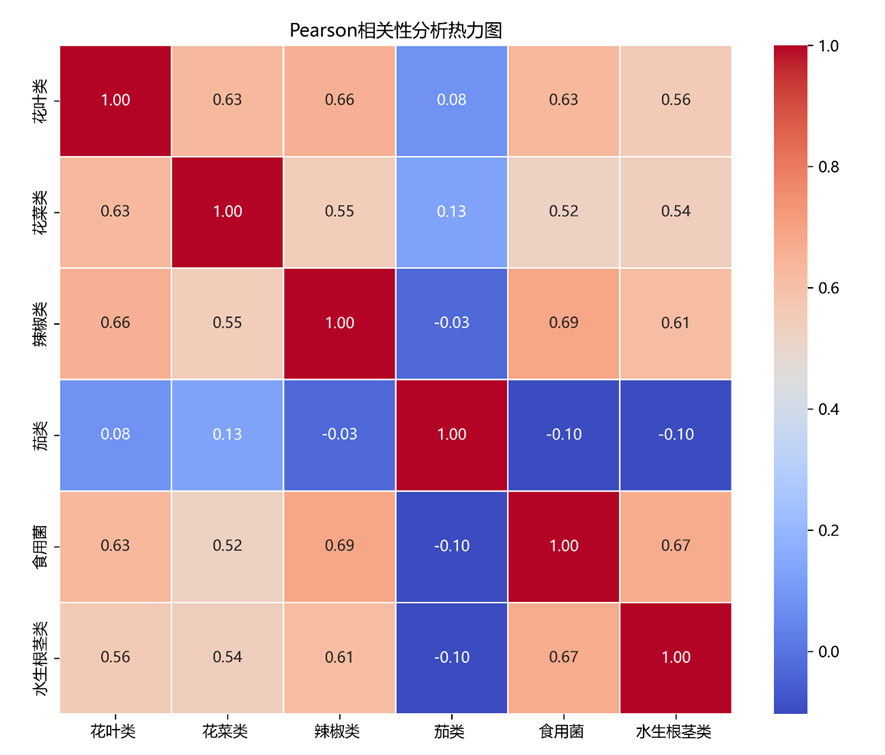 Pearson相关性分析热力图
花叶类 1.00 0.63 0.66 0.08 0.63 0.56
花菜类 0.63 1.00 0.55 0.13 0.52 0.54
辣椒类 0.66 0.55 1.00 -0.03 0.69 0.61
茄类 0.08 0.13 -0.03 1.00 -0.10 -0.10
食用菌 0.63 0.52 0.69 -0.10 1.00 0.67
水生根茎类 0.56 0.54 0.61 -0.10 0.67 1.00
花叶类 花菜类 辣椒类 茄类 食用菌 水生根茎类
1.0
0.8
0.6
0.4
0.2
0.0